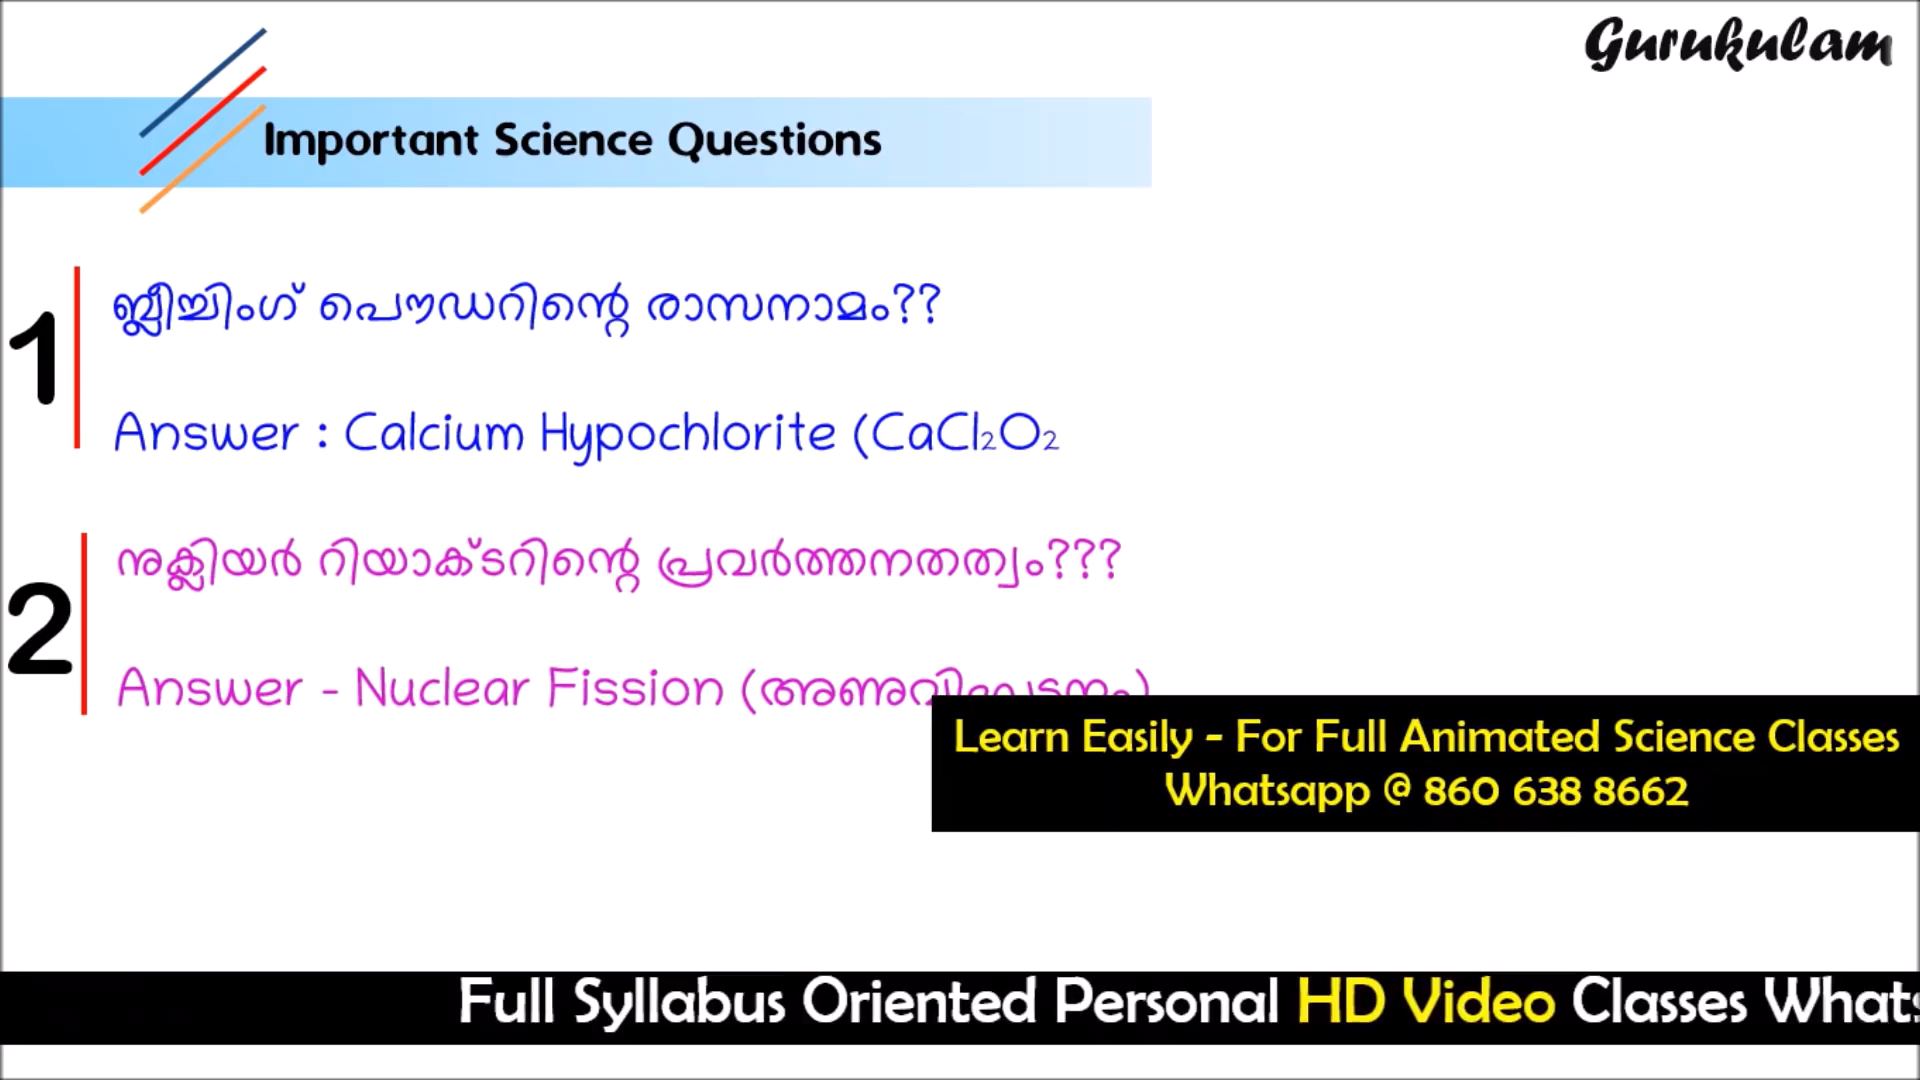 Gurukulam
Important Science Questions
1
ബ്ലീച്ചിംഗ് പൌഡറിന്റെ രാസനാമം??
Answer : Calcium Hypochlorite (CaCl₂O₂
2
നുക്ലിയർ റിയാക്ടറിന്റെ പ്രവർത്തനതത്വം???
Answer - Nuclear Fission
Learn Easily - For Full Animated Science Classes
Whatsapp @ 860 638 8662
Full Syllabus Oriented Personal HD Video Classes Whats